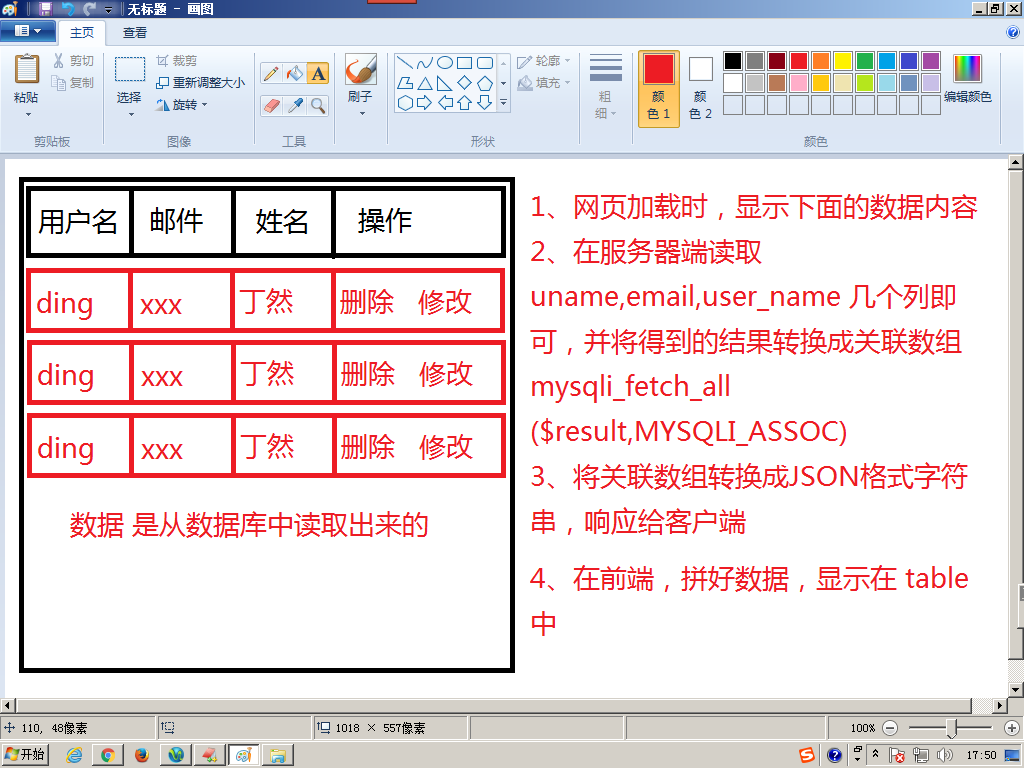 无标题 - 画图
主页
查看
粘贴
剪切
复制
剪贴板
选择
裁剪
重新调整大小
旋转
图像
A
工具
刷子
轮廓
填充
形状
粗
细
颜
色 1
颜
色 2
编辑颜色
颜色
用户名 邮件 姓名 操作
ding xxx 丁然 删除 修改
ding xxx 丁然 删除 修改
ding xxx 丁然 删除 修改
数据 是从数据库中读取出来的
1、网页加载时，显示下面的数据内容
2、在服务器端读取
uname,email,user_name 几个列即
可，并将得到的结果转换成关联数组
mysqli_fetch_all
($result,MYSQLI_ASSOC)
3、将关联数组转换成JSON格式字符
串，响应给客户端
4、在前端，拼好数据，显示在 table
中
110, 48像素
1018 × 557像素
100%
开始
17:50